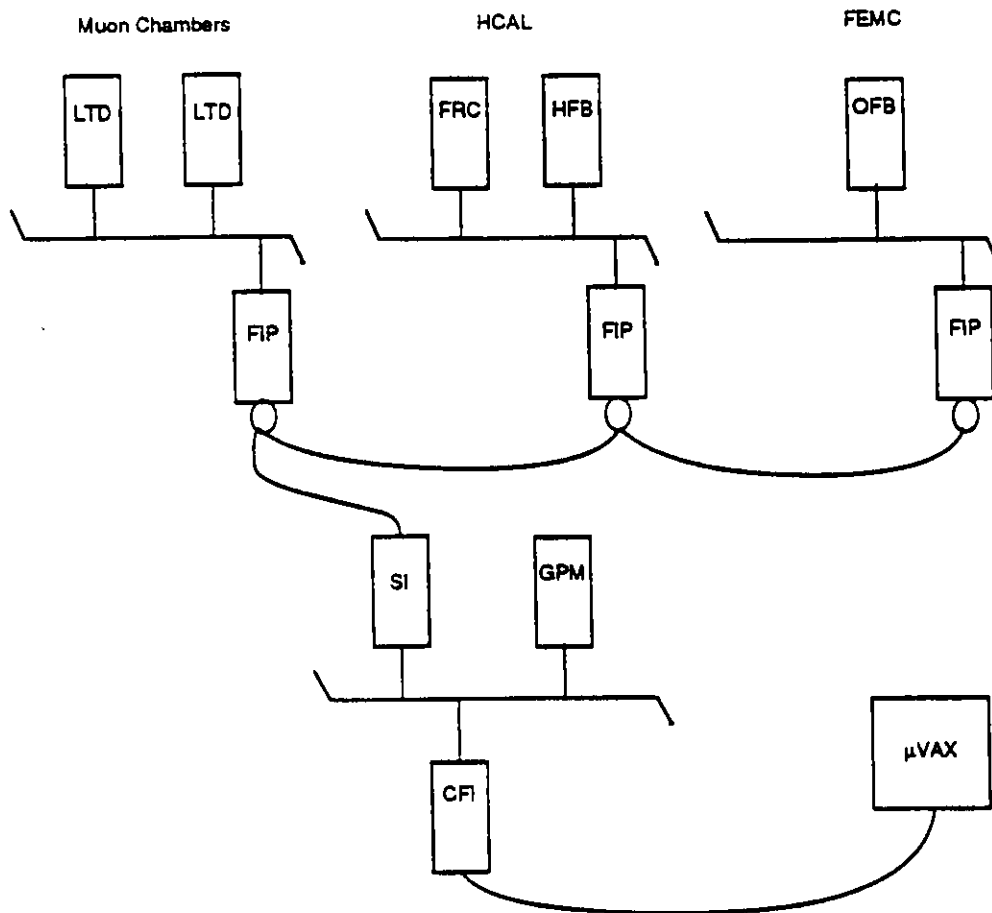 Muon Chambers
HCAL
FEMC
LTD
LTD
FRC
HFB
OFB
FIP
FIP
FIP
SI
GPM
CFI
μVAX